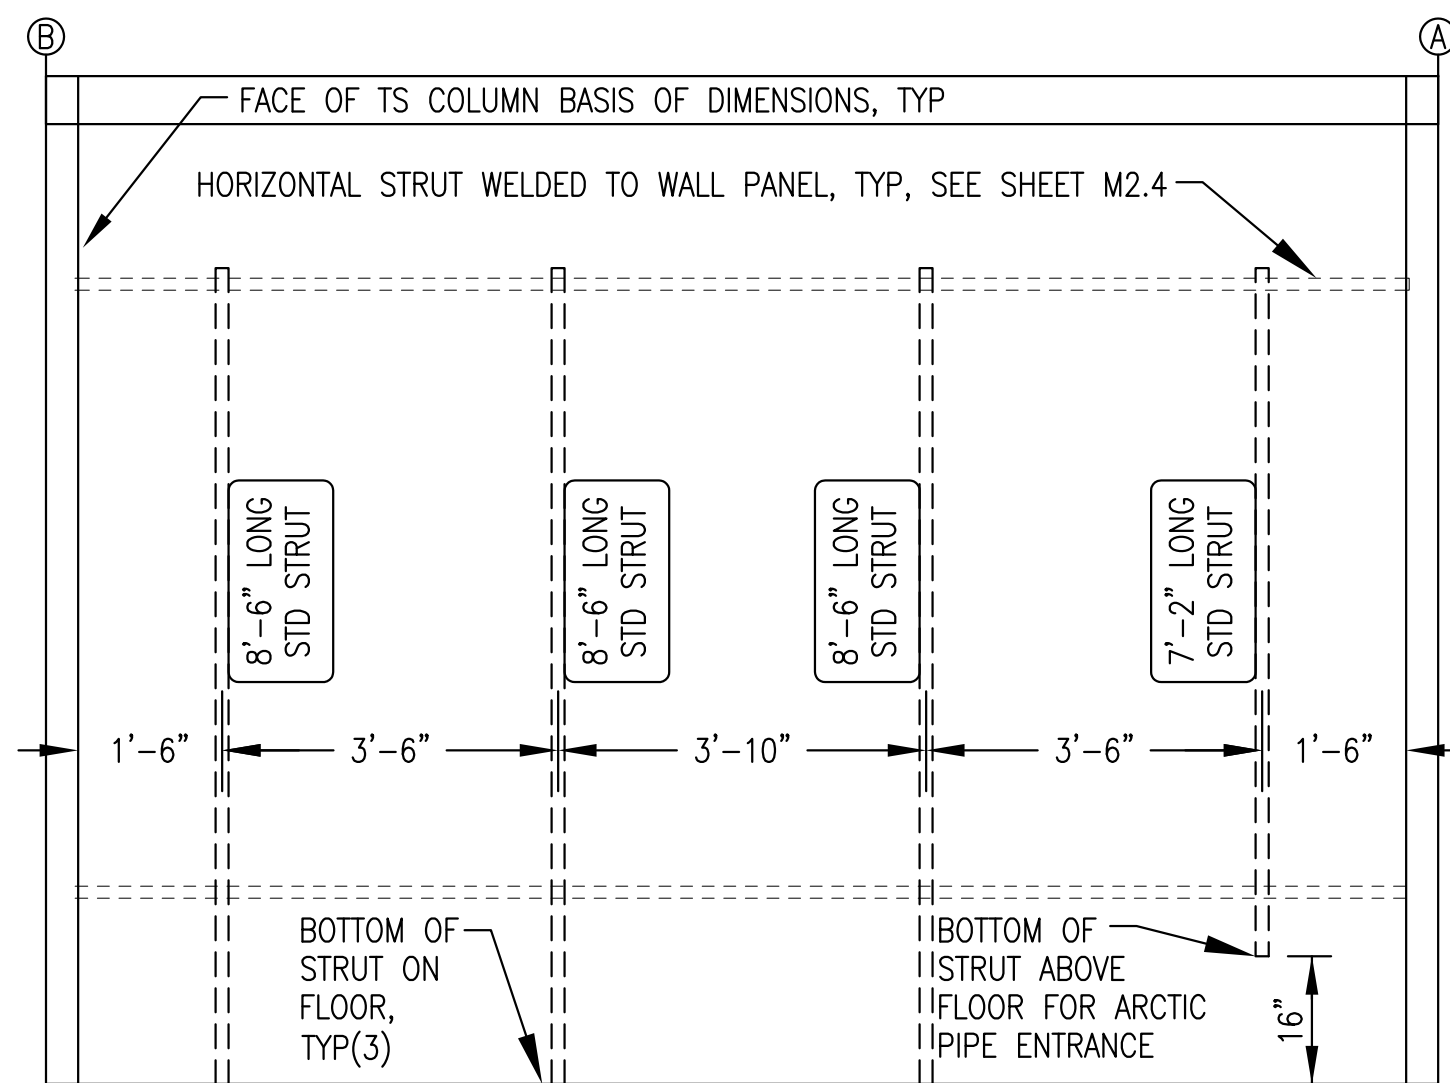 B
A
FACE OF TS COLUMN BASIS OF DIMENSIONS, TYP
HORIZONTAL STRUT WELDED TO WALL PANEL, TYP, SEE SHEET M2.4
8'-6" LONG
STD STRUT
8'-6" LONG
STD STRUT
8'-6" LONG
STD STRUT
7'-2" LONG
STD STRUT
1'-6"
3'-6"
3'-10"
3'-6"
1'-6"
BOTTOM OF
STRUT ON
FLOOR,
TYP(3)
BOTTOM OF
STRUT ABOVE
FLOOR FOR ARCTIC
PIPE ENTRANCE
16"